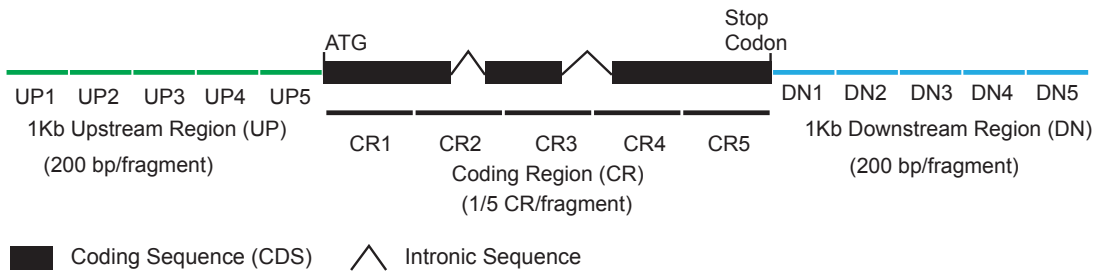 ATG
Stop
Codon
UP1 UP2 UP3 UP4 UP5
DN1 DN2 DN3 DN4 DN5
1Kb Upstream Region (UP)
(200 bp/fragment)
CR1 CR2 CR3 CR4 CR5
Coding Region (CR)
(1/5 CR/fragment)
1Kb Downstream Region (DN)
(200 bp/fragment)
Coding Sequence (CDS)
Intronic Sequence